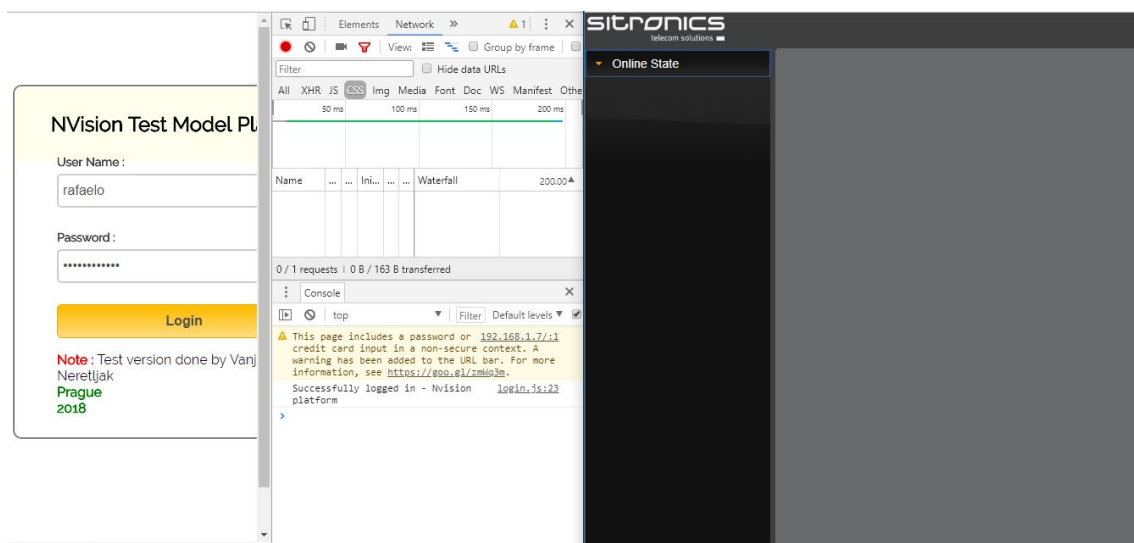 NVision Test Model Pl
User Name :
rafaelo
Password :
••••••••••••
Login
Note : Test version done by Vanj
Neretljak
Prague
2018
Elements Network » 1
View: Group by frame
Filter Hide data URLs
All XHR JS CSS Img Media Font Doc WS Manifest Othe
50 ms 100 ms 150 ms 200 ms
Name ... ... Ini... ... ... Waterfall 200.00
0 / 1 requests | 0 B / 163 B transferred
Console
top Filter Default levels
This page includes a password or 192.168.1.7/:1
credit card input in a non-secure context. A
warning has been added to the URL bar. For more
information, see https://goo.gl/zmWq3m.
Successfully logged in - Nvision login.js:23
platform
sitronics
telecom solutions
Online State